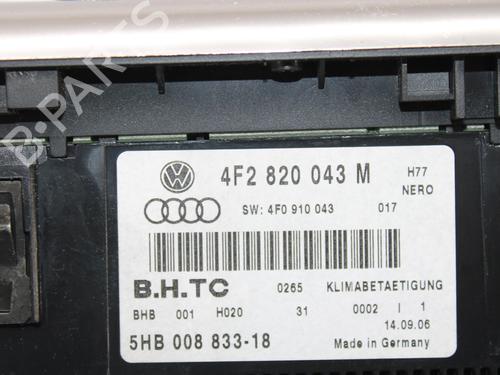 B-PARTS
4F2 820 043 M H77
NERO
SW: 4F0 910 043 017
B.H.TC 0265 KLIMABETAETIGUNG
BHB 001 H020 31 0002 I 1
14.09.06
5HB 008 833-18 Made in Germany